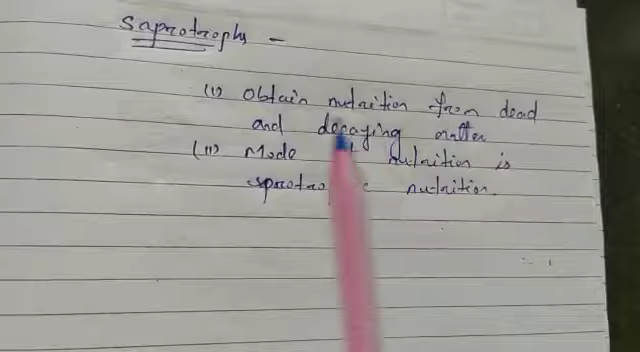 Saprotrophs -
(i) Obtain nutrition from dead
and decaying matter
(ii) Mode nutrition is
nutrition.